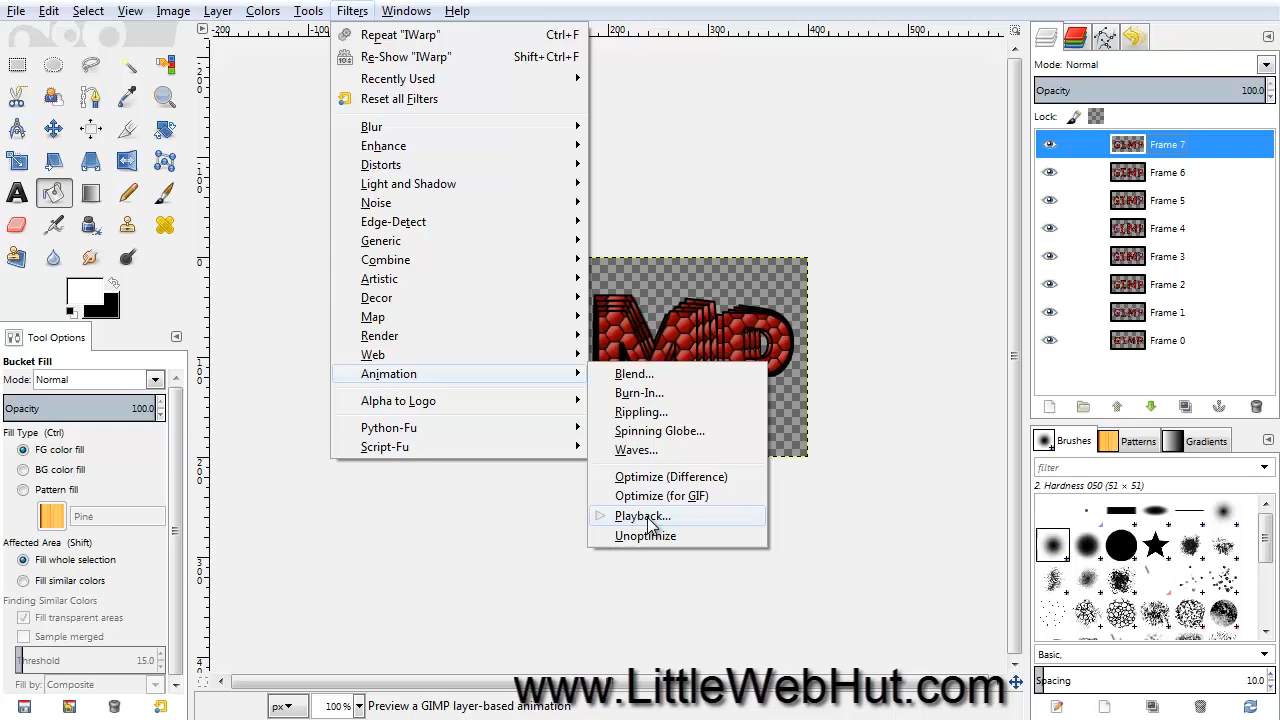 File Edit Select View Image Layer Colors Tools Filters Windows Help
-200 -100 200 300 400 500
Repeat "IWarp" Ctrl+F
Re-Show "IWarp" Shift+Ctrl+F
Recently Used
Reset all Filters
Blur
Enhance
Distorts
Light and Shadow
Noise
Edge-Detect
Generic
Combine
Artistic
Decor
Map
Render
Web
Animation
Alpha to Logo
Python-Fu
Script-Fu
Blend...
Burn-In...
Rippling...
Spinning Globe...
Waves...
Optimize (Difference)
Optimize (for GIF)
Playback...
Unoptimize
Tool Options
Bucket Fill
Mode: Normal
Opacity 100.0
Fill Type (Ctrl)
FG color fill
BG color fill
Pattern fill
Pine
Affected Area (Shift)
Fill whole selection
Fill similar colors
Finding Similar Colors
Fill transparent areas
Sample merged
Threshold 15.0
Fill by: Composite
Mode: Normal
Opacity 100.0
Lock:
Frame 7
Frame 6
Frame 5
Frame 4
Frame 3
Frame 2
Frame 1
Frame 0
Brushes Patterns Gradients
filter
2. Hardness 050 (51 × 51)
Basic,
Spacing 10.0
px 100% Preview a GIMP layer-based animation
www.LittleWebHut.com